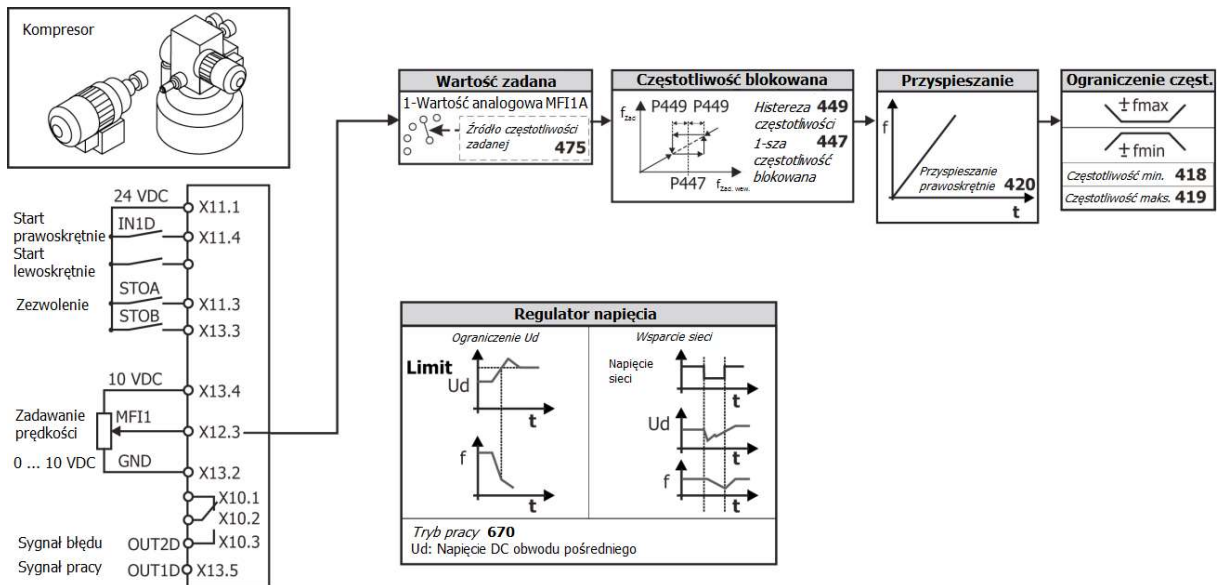 Kompresor
Wartość zadana
1-Wartość analogowa MFI1A
Źródło częstotliwości
zadanej 475
Częstotliwość blokowana
fzad
P449 P449
P447
fzad. wew.
Histereza 449
częstotliwości
1-sza 447
częstotliwość
blokowana
Przyspieszanie
f
Przyspieszanie
prawoskrętnie 420
t
Ograniczenie częst.
±fmax
±fmin
Częstotliwość min. 418
Częstotliwość maks. 419
24 VDC
X11.1
Start
prawoskrętnie
IN1D
X11.4
Start
lewoskrętnie
Zezwolenie
STOA
X11.3
STOB
X13.3
10 VDC
X13.4
Zadawanie
prędkości
MFI1
X12.3
0 ... 10 VDC
GND
X13.2
X10.1
X10.2
Sygnał błędu
OUT2D
X10.3
Sygnał pracy
OUT1D
X13.5
Regulator napięcia
Ograniczenie Ud
Limit
Ud
t
f
t
Wsparcie sieci
Napięcie
sieci
t
Ud
t
f
t
Tryb pracy 670
Ud: Napięcie DC obwodu pośredniego